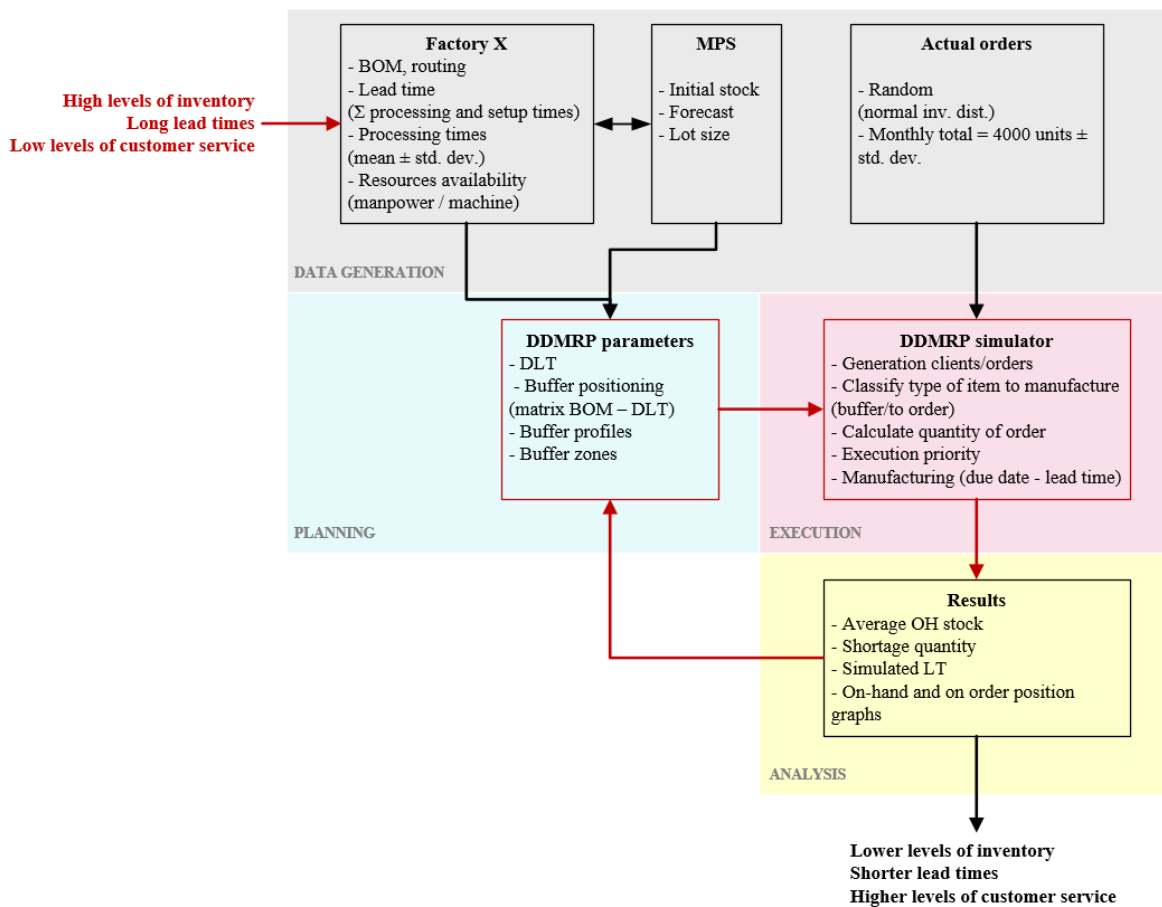 High levels of inventory
Long lead times
Low levels of customer service
Factory X
- BOM, routing
- Lead time
(Σ processing and setup times)
- Processing times
(mean ± std. dev.)
- Resources availability
(manpower / machine)
MPS
- Initial stock
- Forecast
- Lot size
Actual orders
- Random
(normal inv. dist.)
- Monthly total = 4000 units ±
std. dev.
DATA GENERATION
DDMRP parameters
- DLT
- Buffer positioning
(matrix BOM – DLT)
- Buffer profiles
- Buffer zones
PLANNING
DDMRP simulator
- Generation clients/orders
- Classify type of item to manufacture
(buffer/to order)
- Calculate quantity of order
- Execution priority
- Manufacturing (due date - lead time)
EXECUTION
Results
- Average OH stock
- Shortage quantity
- Simulated LT
- On-hand and on order position
graphs
ANALYSIS
Lower levels of inventory
Shorter lead times
Higher levels of customer service